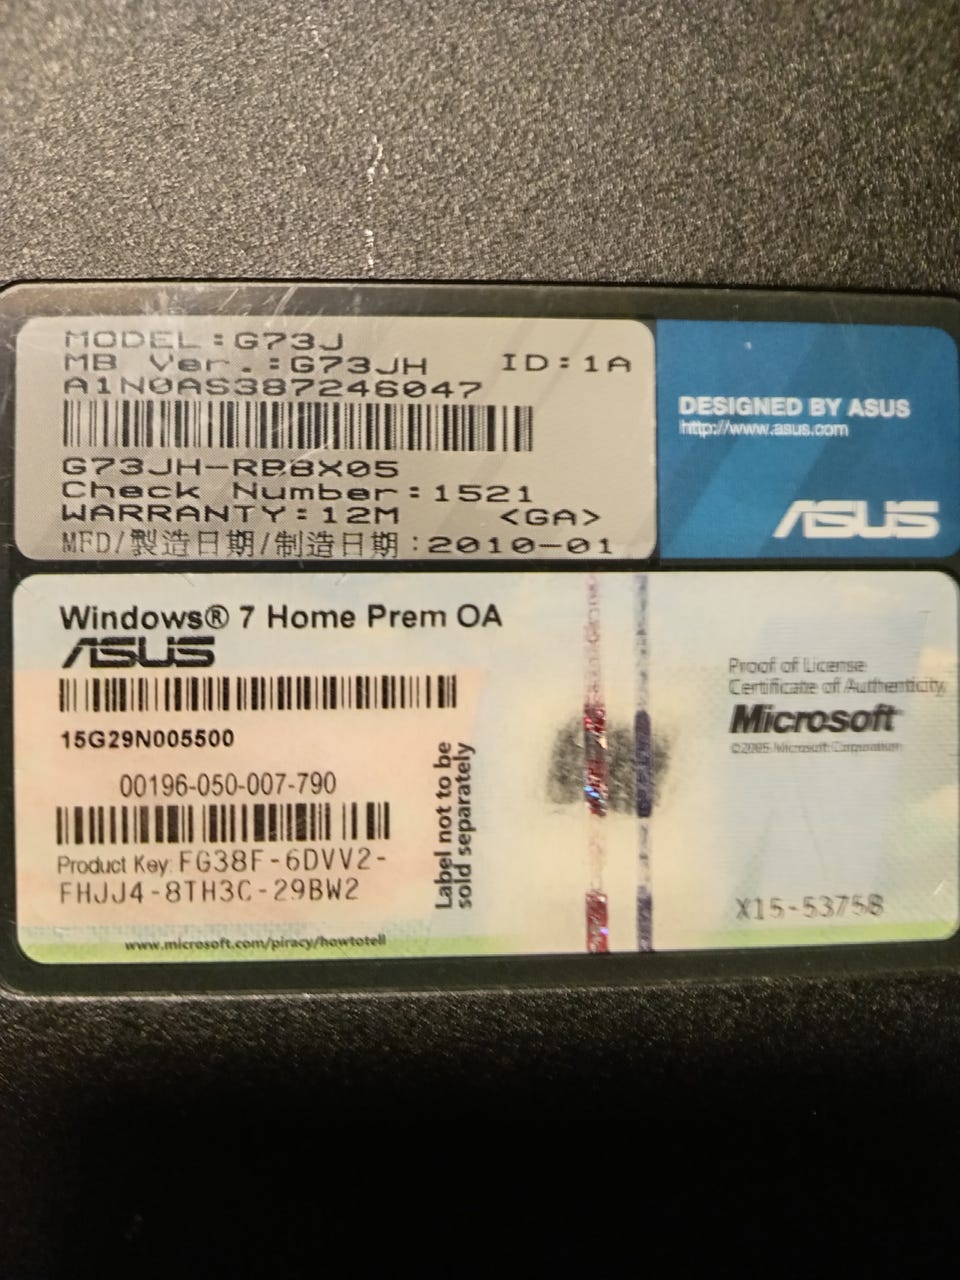 MODEL:G73J
MB Ver.:G73JH ID:1A
A1N0AS387246047
G73JH-RBBX05
Check Number:1521
WARRANTY:12M <GA>
MFD/製造日期/制造日期:2010-01
DESIGNED BY ASUS
http://www.asus.com
ASUS
Windows® 7 Home Prem OA
ASUS
15G29N005500
00196-050-007-790
Product Key: FG38F-6DVV2-
FHJJ4-8TH3C-29BW2
www.microsoft.com/piracy/howtotell
Label not to be
sold separately
Proof of License
Certificate of Authenticity
Microsoft
©2005 Microsoft Corporation
X15-53758